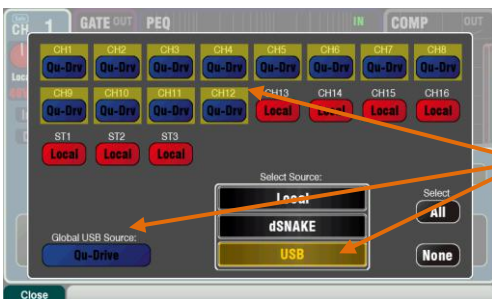 CH 1 GATE OUT PEQ IN COMP OUT
CH1 CH2 CH3 CH4 CH5 CH6 CH7 CH8
Qu-Drv Qu-Drv Qu-Drv Qu-Drv Qu-Drv Qu-Drv Qu-Drv Qu-Drv
CH9 CH10 CH11 CH12 CH13 CH14 CH15 CH16
Qu-Drv Qu-Drv Qu-Drv Qu-Drv Local Local Local Local
ST1 ST2 ST3
Local Local Local
Select Source:
Local
Select
All
dSNAKE
Global USB Source:
Qu-Drive
USB
None
Close